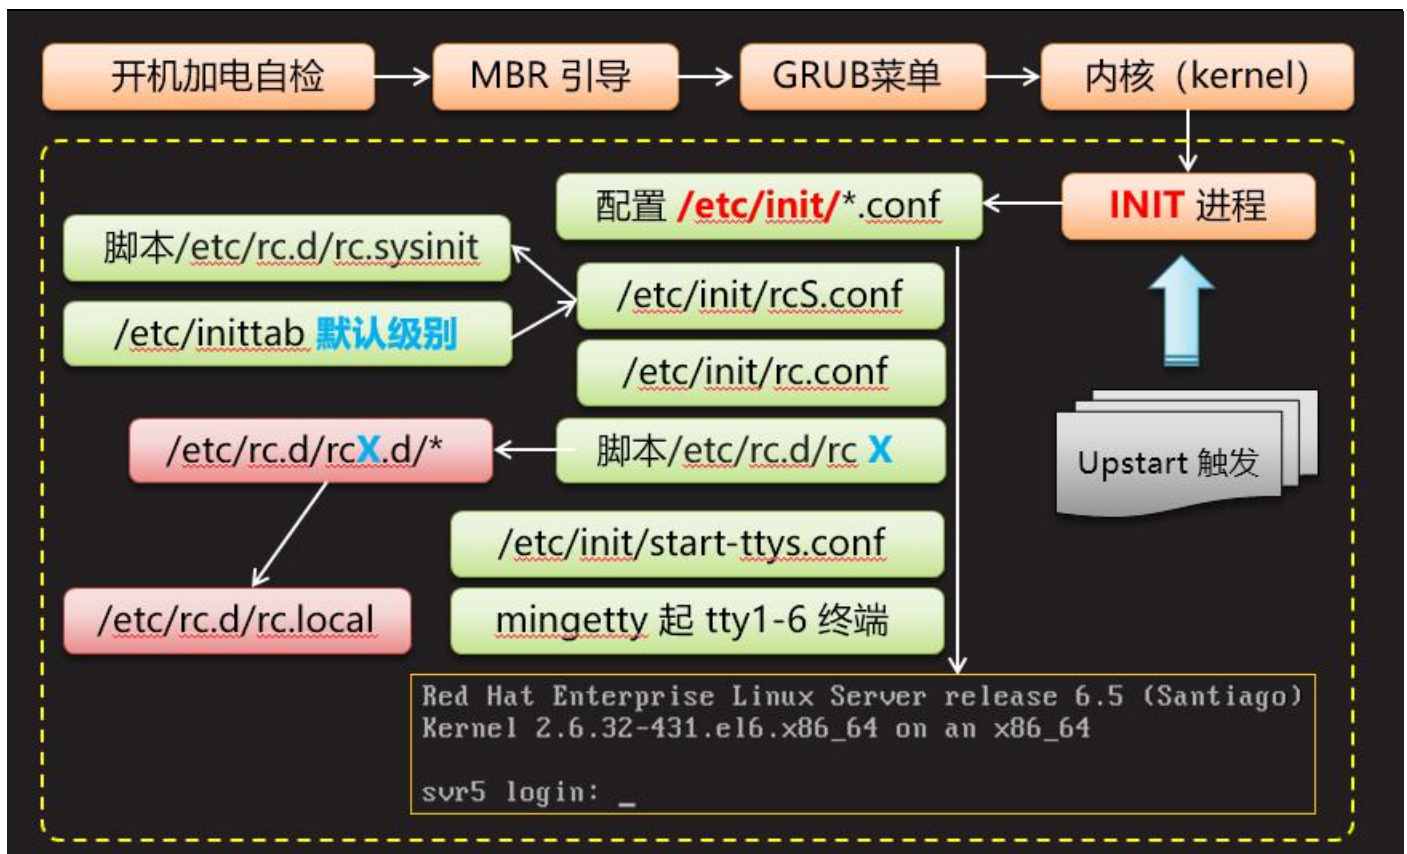 开机加电自检
MBR 引导
GRUB菜单
内核（kernel）
INIT 进程
配置 /etc/init/*.conf
脚本/etc/rc.d/rc.sysinit
/etc/init/rcS.conf
/etc/inittab 默认级别
/etc/init/rc.conf
/etc/rc.d/rcX.d/*
脚本/etc/rc.d/rc X
Upstart 触发
/etc/init/start-ttys.conf
/etc/rc.d/rc.local
mingetty 起 tty1-6 终端
Red Hat Enterprise Linux Server release 6.5 (Santiago)
Kernel 2.6.32-431.el6.x86_64 on an x86_64
svr5 login: _